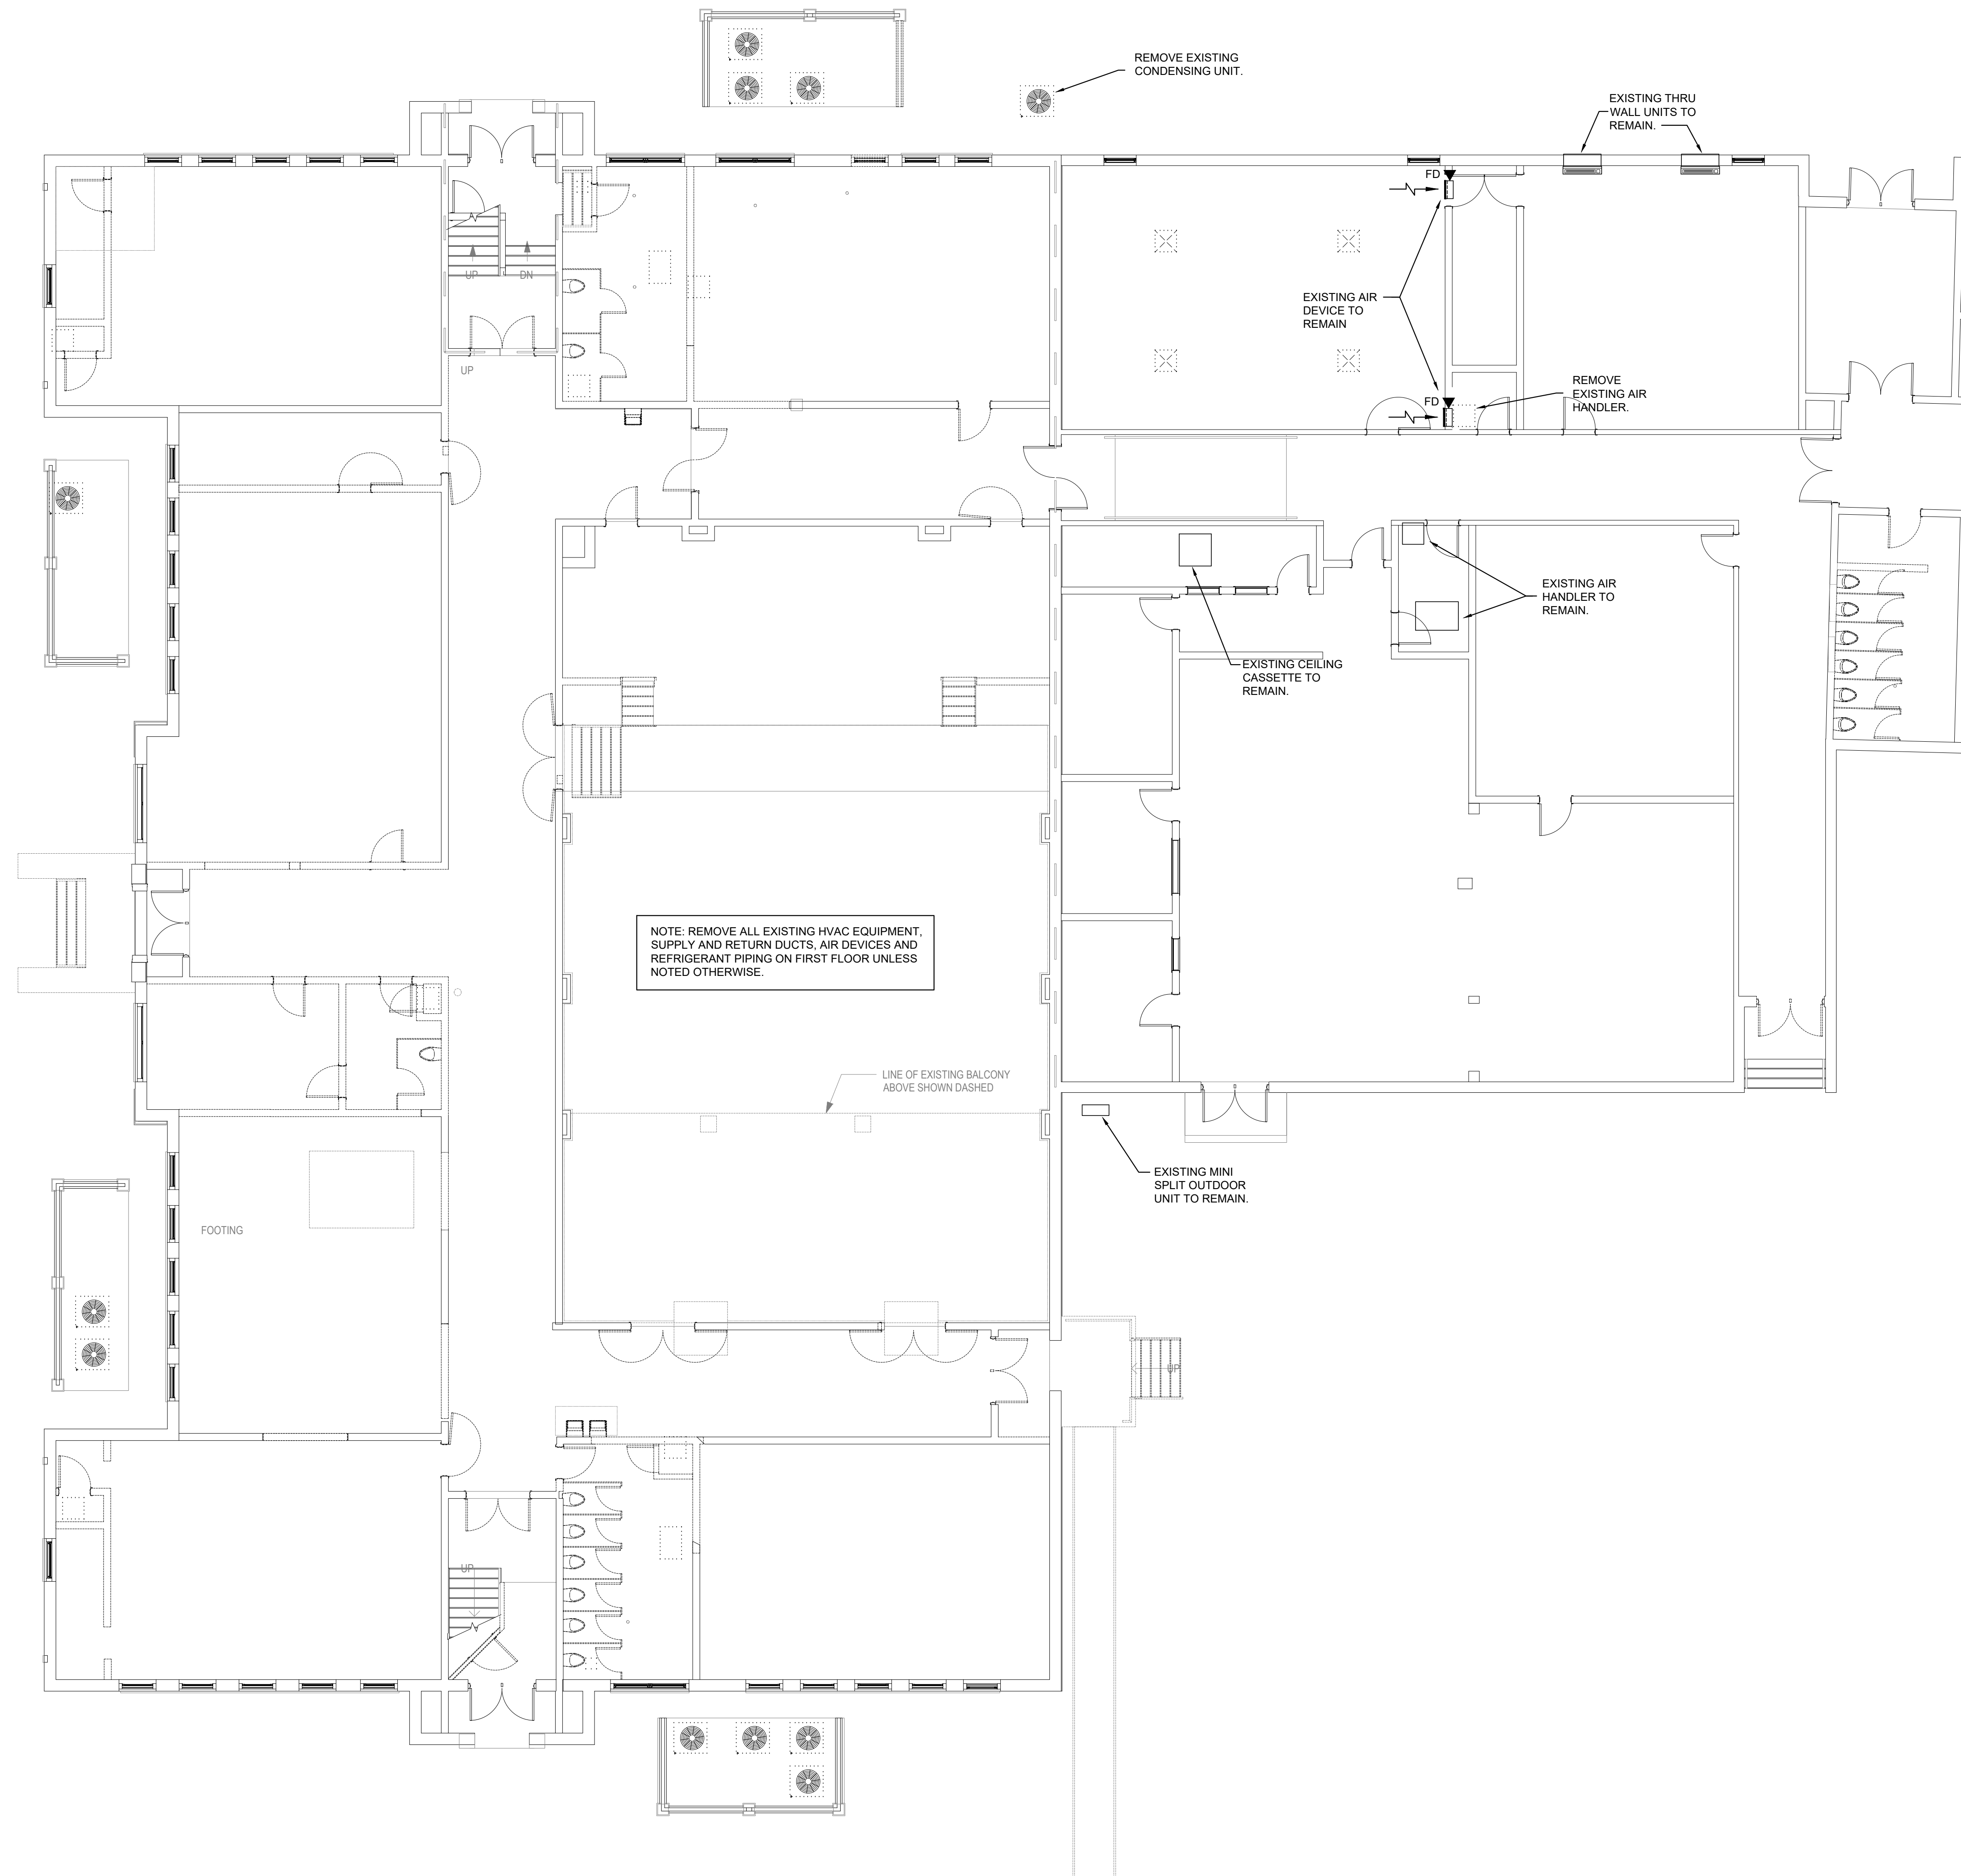 REMOVE EXISTING
CONDENSING UNIT.
EXISTING THRU
WALL UNITS TO
REMAIN.
FD
UP
DN
EXISTING AIR
DEVICE TO
REMAIN
UP
REMOVE
EXISTING AIR
HANDLER.
FD
EXISTING AIR
HANDLER TO
REMAIN.
EXISTING CEILING
CASSETTE TO
REMAIN.
NOTE: REMOVE ALL EXISTING HVAC EQUIPMENT,
SUPPLY AND RETURN DUCTS, AIR DEVICES AND
REFRIGERANT PIPING ON FIRST FLOOR UNLESS
NOTED OTHERWISE.
LINE OF EXISTING BALCONY
ABOVE SHOWN DASHED
EXISTING MINI
SPLIT OUTDOOR
UNIT TO REMAIN.
FOOTING
UP
UP